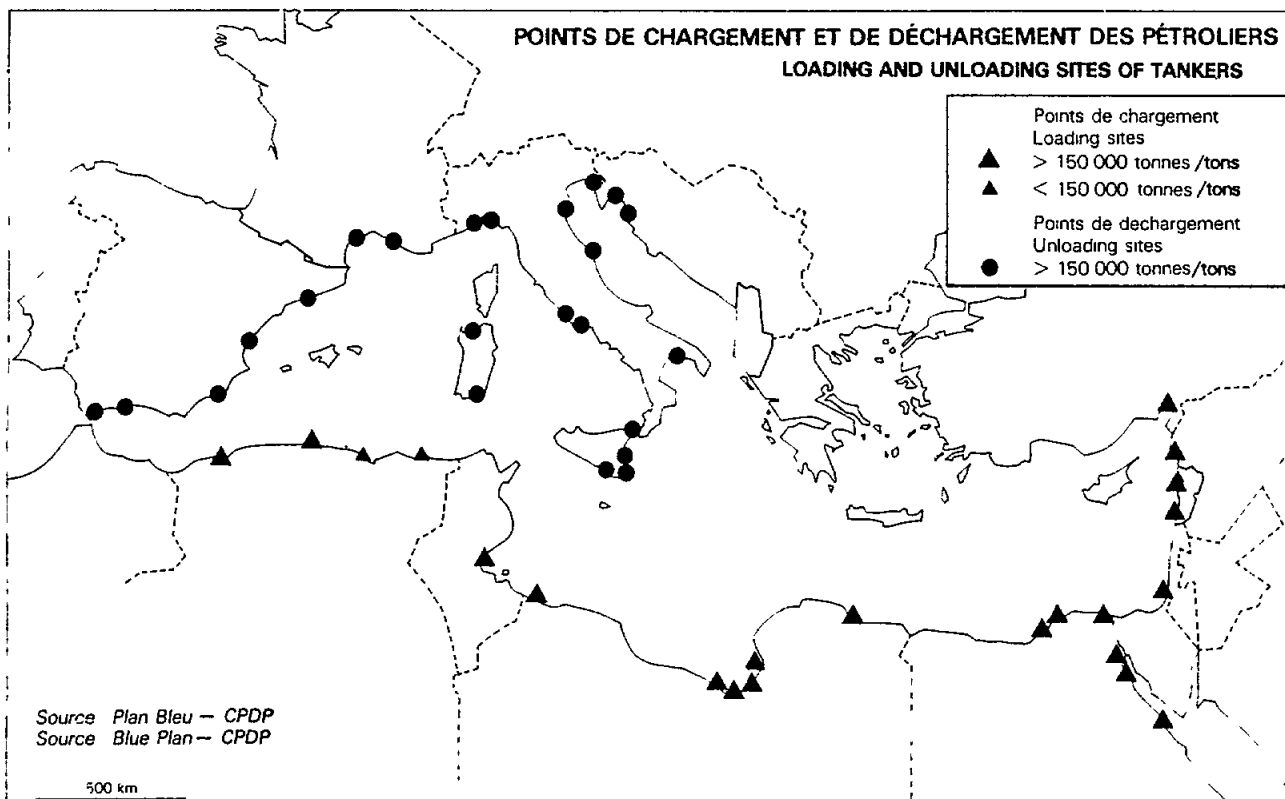 POINTS DE CHARGEMENT ET DE DÉCHARGEMENT DES PÉTROLIERS
LOADING AND UNLOADING SITES OF TANKERS
Points de chargement
Loading sites
> 150 000 tonnes /tons
< 150 000 tonnes /tons
Points de dechargement
Unloading sites
> 150 000 tonnes/tons
Source Plan Bleu — CPDP
Source Blue Plan — CPDP
500 km